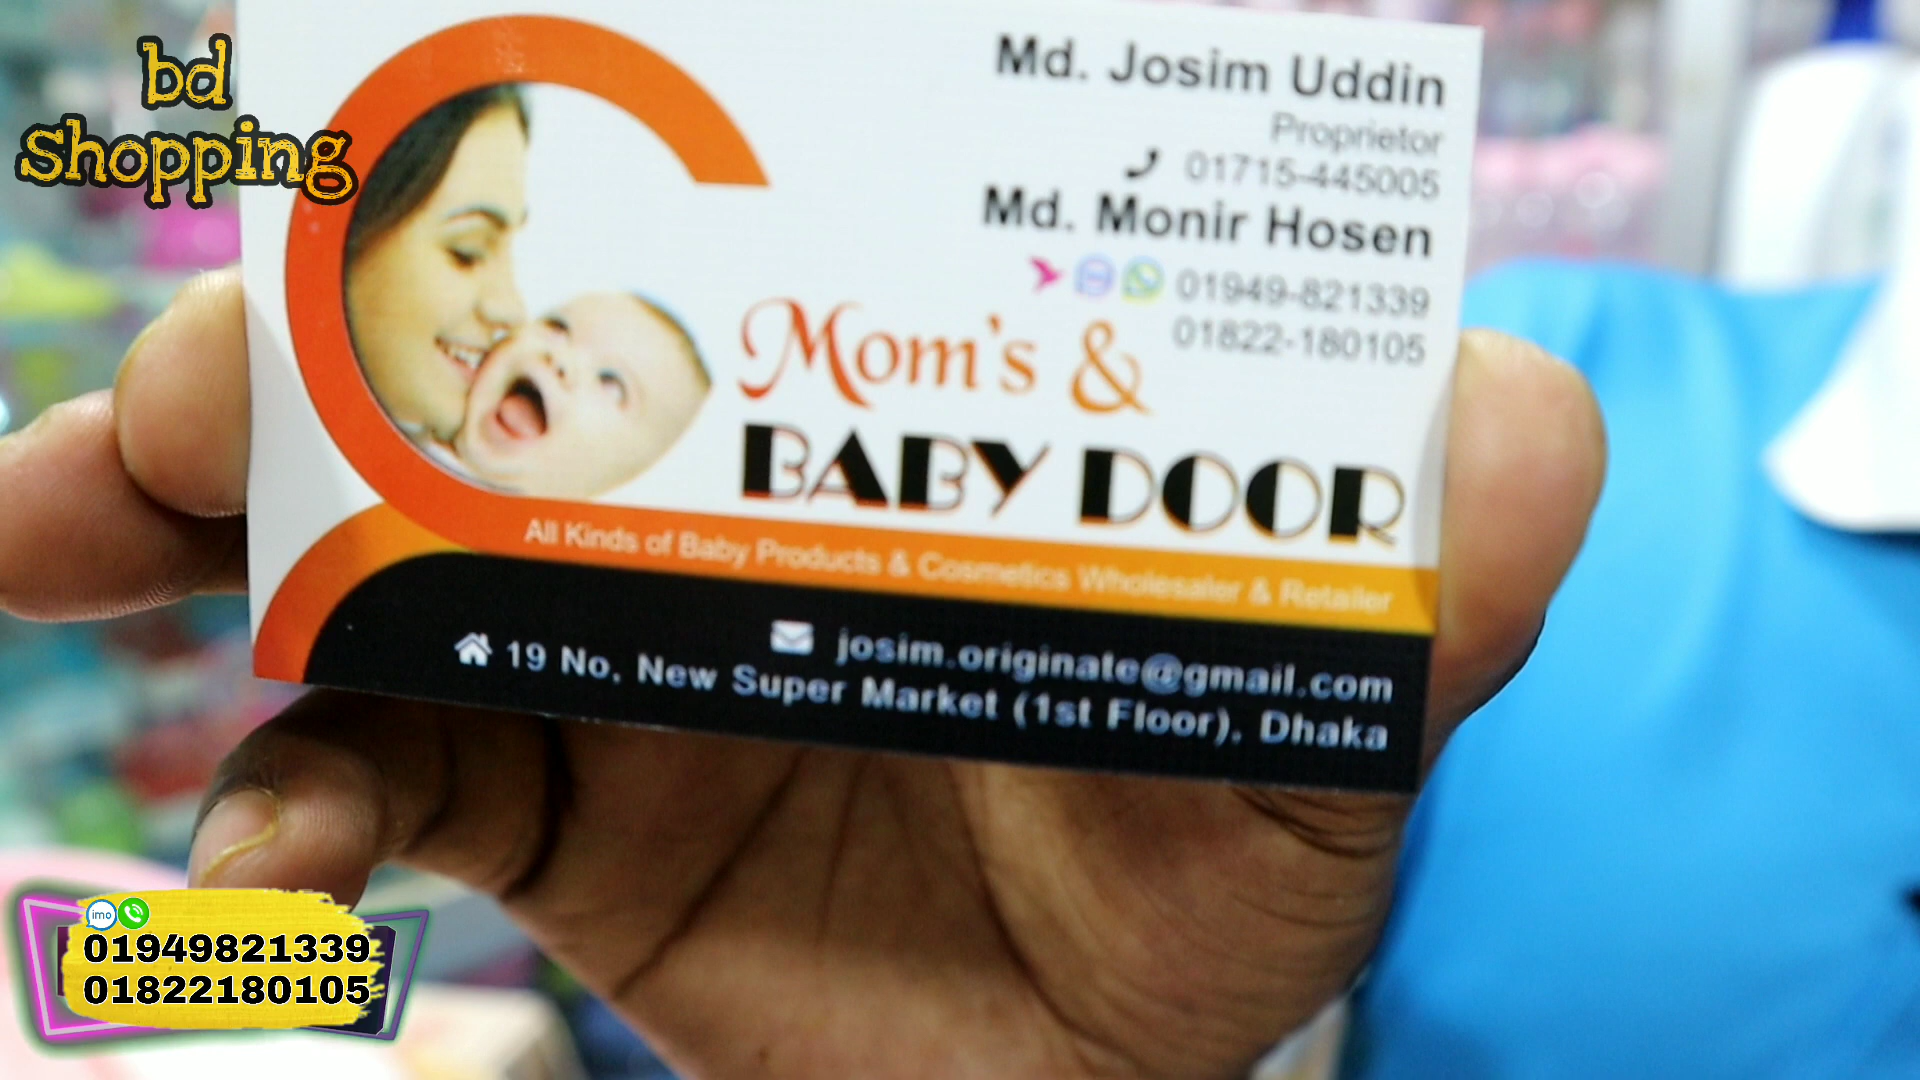 bd
Shopping
Md. Josim Uddin
Proprietor
01715-445005
Md. Monir Hosen
01949-821339
01822-180105
Mom's &
BABY DOOR
All Kinds of Baby Products & Cosmetics Wholesaler & Retailer
josim.originate@gmail.com
19 No. New Super Market (1st Floor), Dhaka
imo
01949821339
01822180105